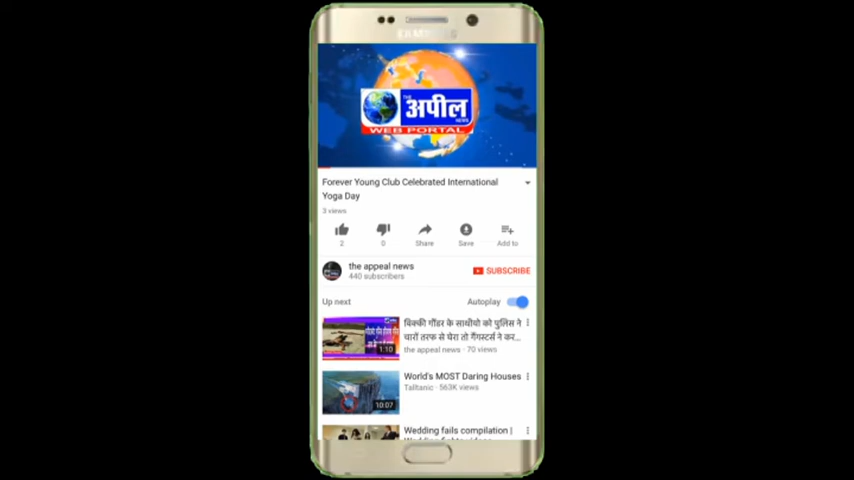 SAMSUNG
THE
अपील
NEWS
WEB PORTAL
Forever Young Club Celebrated International
Yoga Day
3 views
2
0
Share
Save
Add to
the appeal news
440 subscribers
SUBSCRIBE
Up next
Autoplay
विक्की गौंडर के साथीयो को पुलिस ने
चारों तरफ से घेरा तो गैंगस्टर्स ने कर...
the appeal news · 70 views
1:10
World's MOST Daring Houses
Talltanic · 563K views
10:07
Wedding fails compilation |